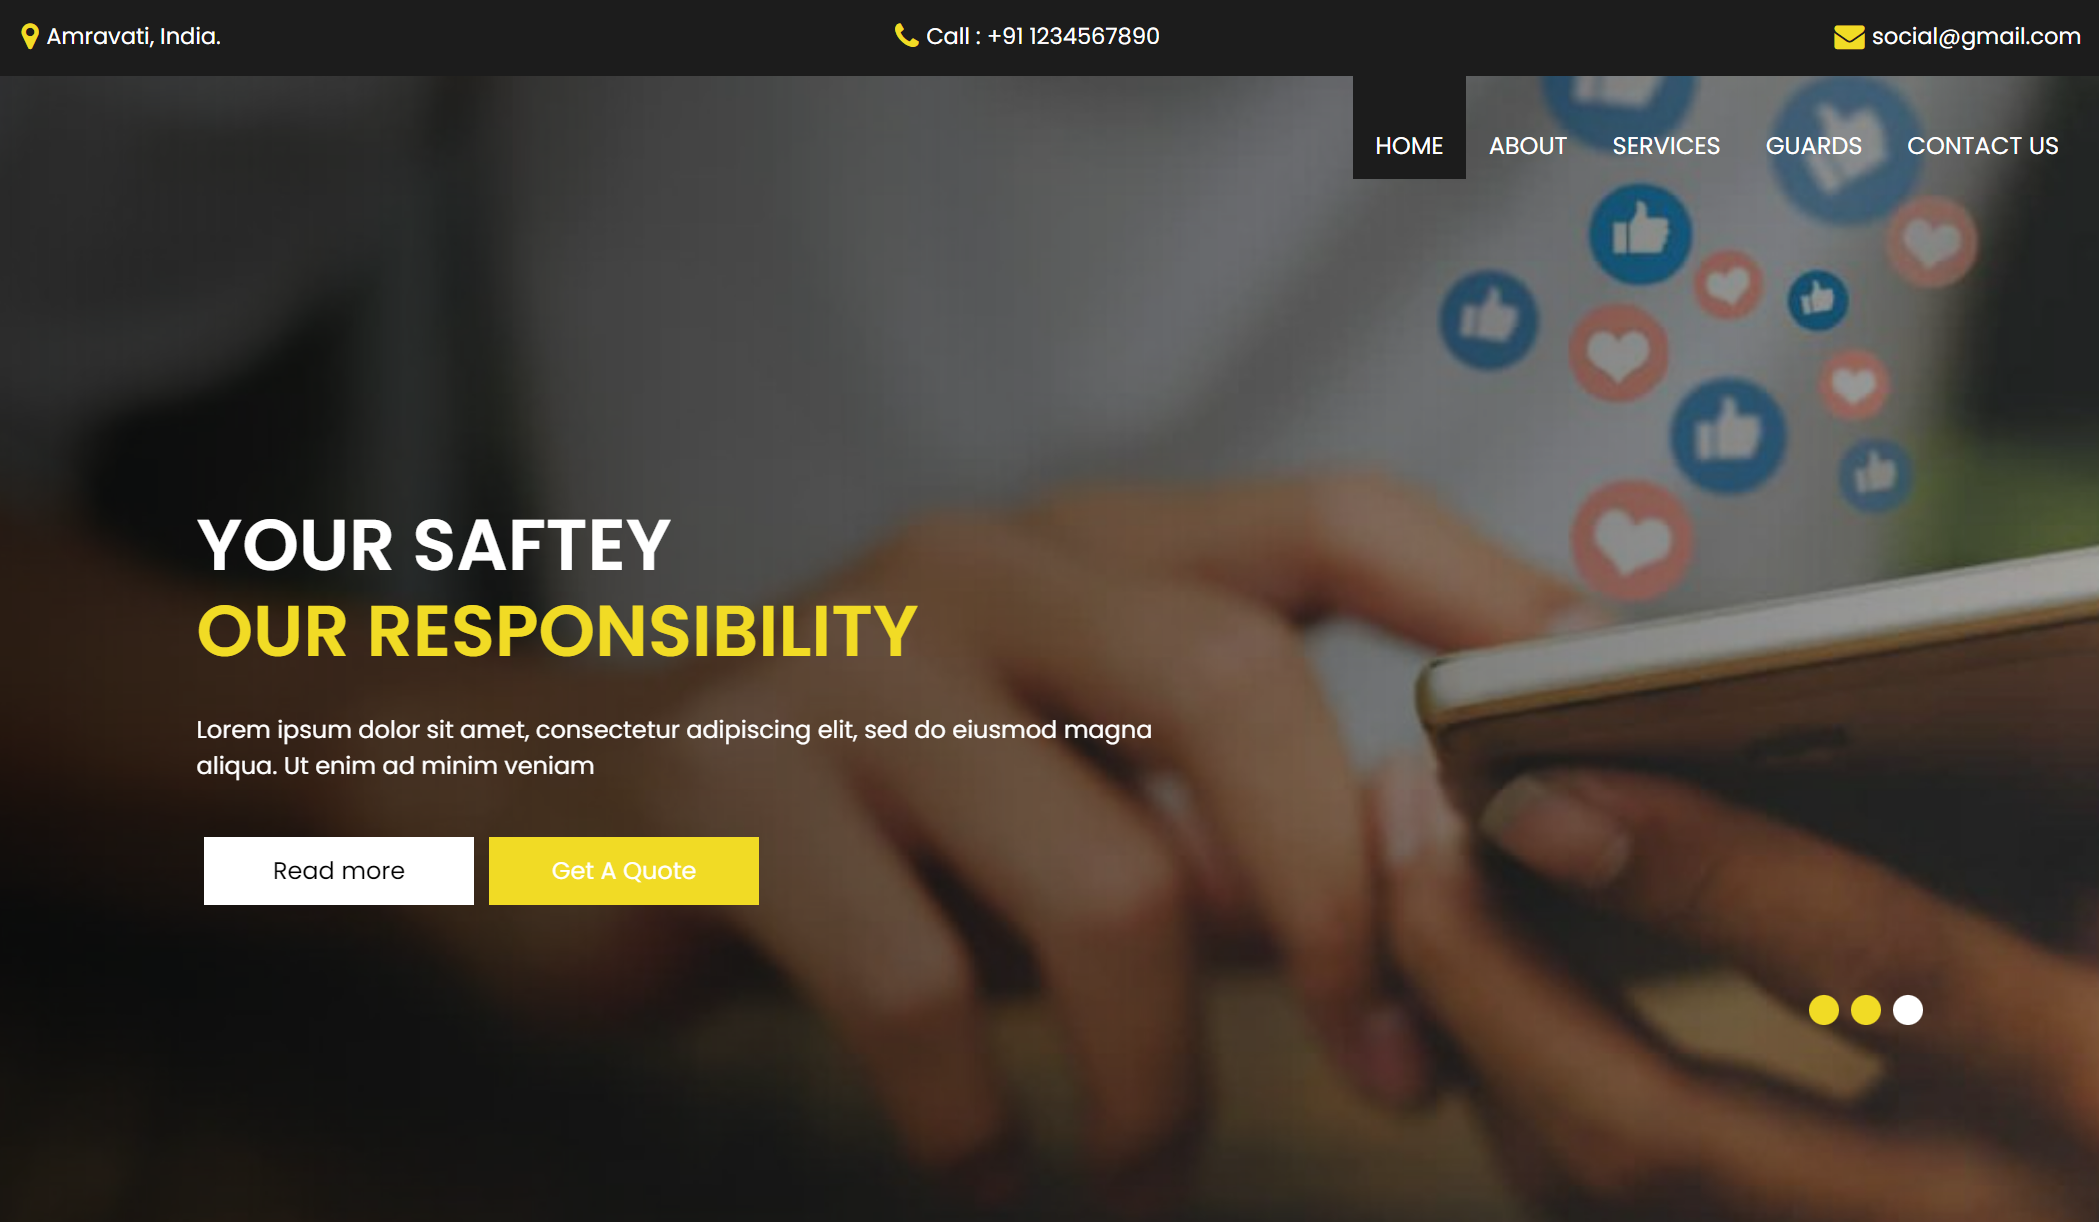 Amravati, India.
Call : +91 1234567890
social@gmail.com
HOME
ABOUT
SERVICES
GUARDS
CONTACT US
YOUR SAFTEY
OUR RESPONSIBILITY
Lorem ipsum dolor sit amet, consectetur adipiscing elit, sed do eiusmod magna
aliqua. Ut enim ad minim veniam
Read more
Get A Quote